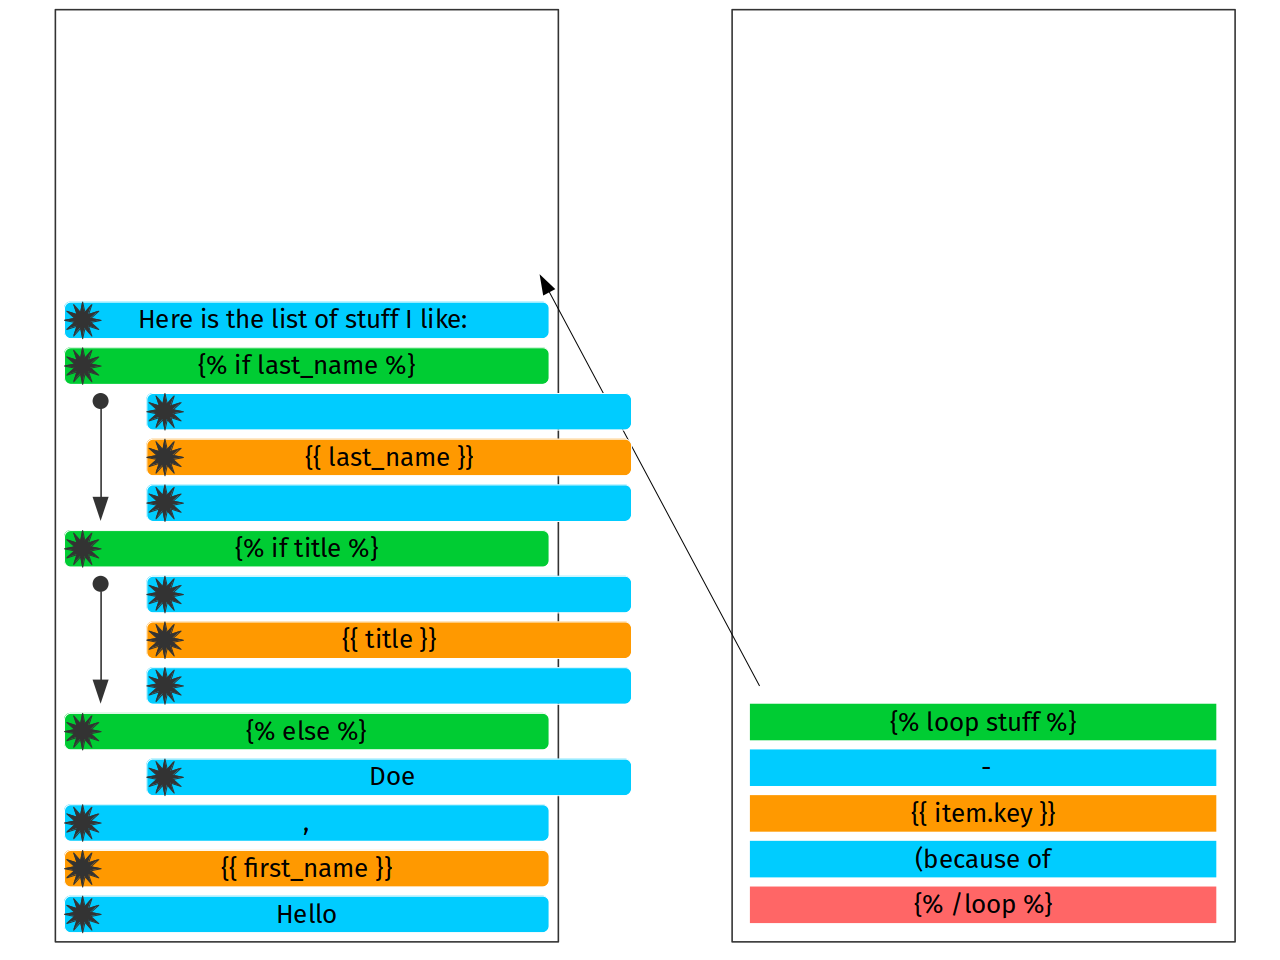 Here is the list of stuff I like:
{% if last_name %}
{{ last_name }}
{% if title %}
{{ title }}
{% else %}
Doe
,
{{ first_name }}
Hello
{% loop stuff %}
-
{{ item.key }}
(because of
{% /loop %}